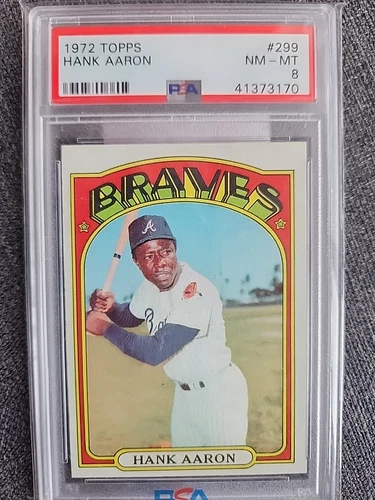 1972 TOPPS #299
HANK AARON NM-MT
8
PSA 41373170
BRAVES
A
HANK AARON
PSA